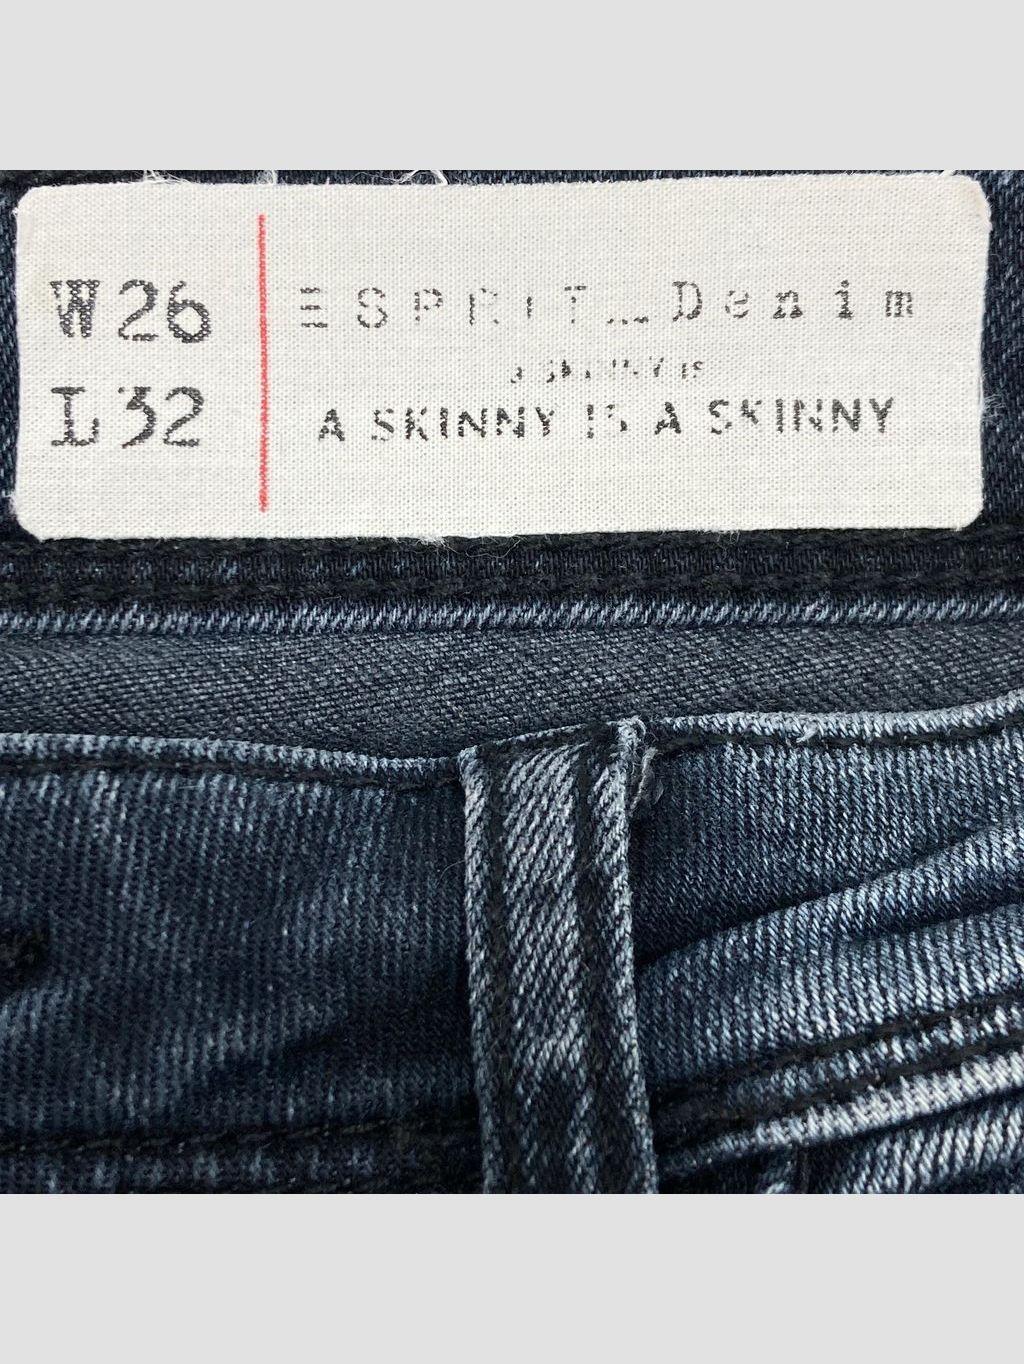 W26
L32
ESPRIT Denim
A SKINNY IS A SKINNY